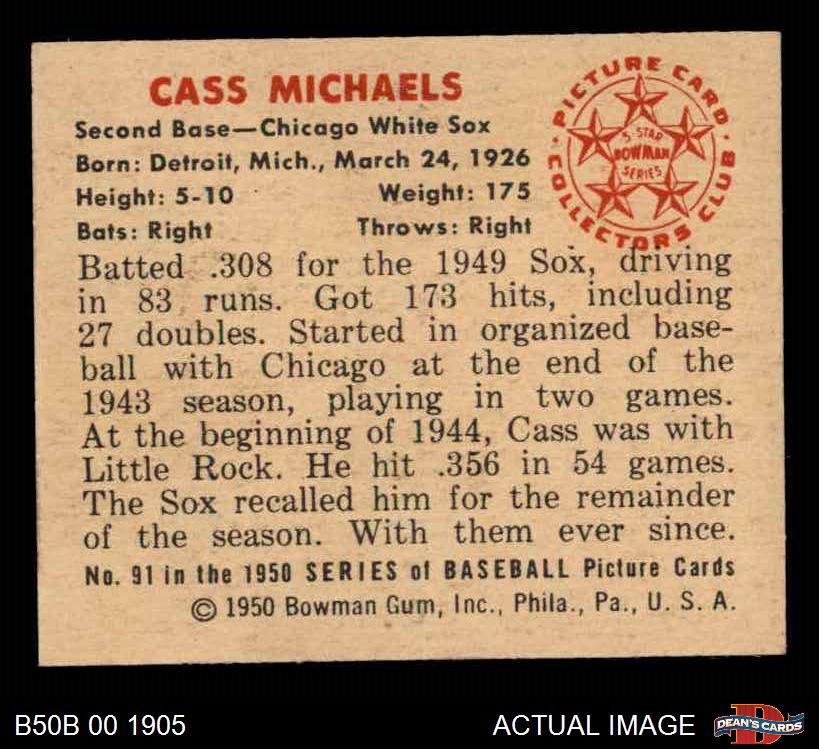 CASS MICHAELS
Second Base—Chicago White Sox
Born: Detroit, Mich., March 24, 1926
Height: 5-10 Weight: 175
Bats: Right Throws: Right
PICTURE CARD
COLLECTORS CLUB
5-STAR
BOWMAN
SERIES
Batted .308 for the 1949 Sox, driving
in 83 runs. Got 173 hits, including
27 doubles. Started in organized base-
ball with Chicago at the end of the
1943 season, playing in two games.
At the beginning of 1944, Cass was with
Little Rock. He hit .356 in 54 games.
The Sox recalled him for the remainder
of the season. With them ever since.
No. 91 in the 1950 SERIES of BASEBALL Picture Cards
© 1950 Bowman Gum, Inc., Phila., Pa., U. S. A.
B50B 00 1905
ACTUAL IMAGE
DEAN'S CARDS